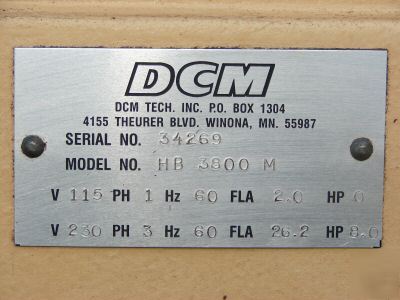 DCM
DCM TECH. INC. P.O. BOX 1304
4155 THEURER BLVD. WINONA, MN. 55987
SERIAL NO. 34269
MODEL NO. HB 3800 M
V 115 PH 1 Hz 60 FLA 2.0 HP 0
V 230 PH 3 Hz 60 FLA 26.2 HP 8.0
© ucih.net